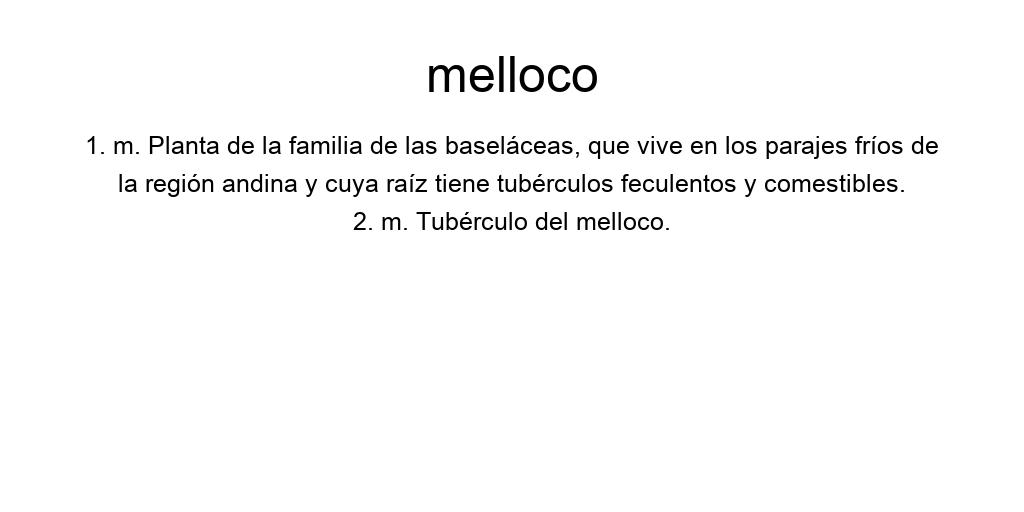 melloco
1. m. Planta de la familia de las baseláceas, que vive en los parajes fríos de
la región andina y cuya raíz tiene tubérculos feculentos y comestibles.
2. m. Tubérculo del melloco.